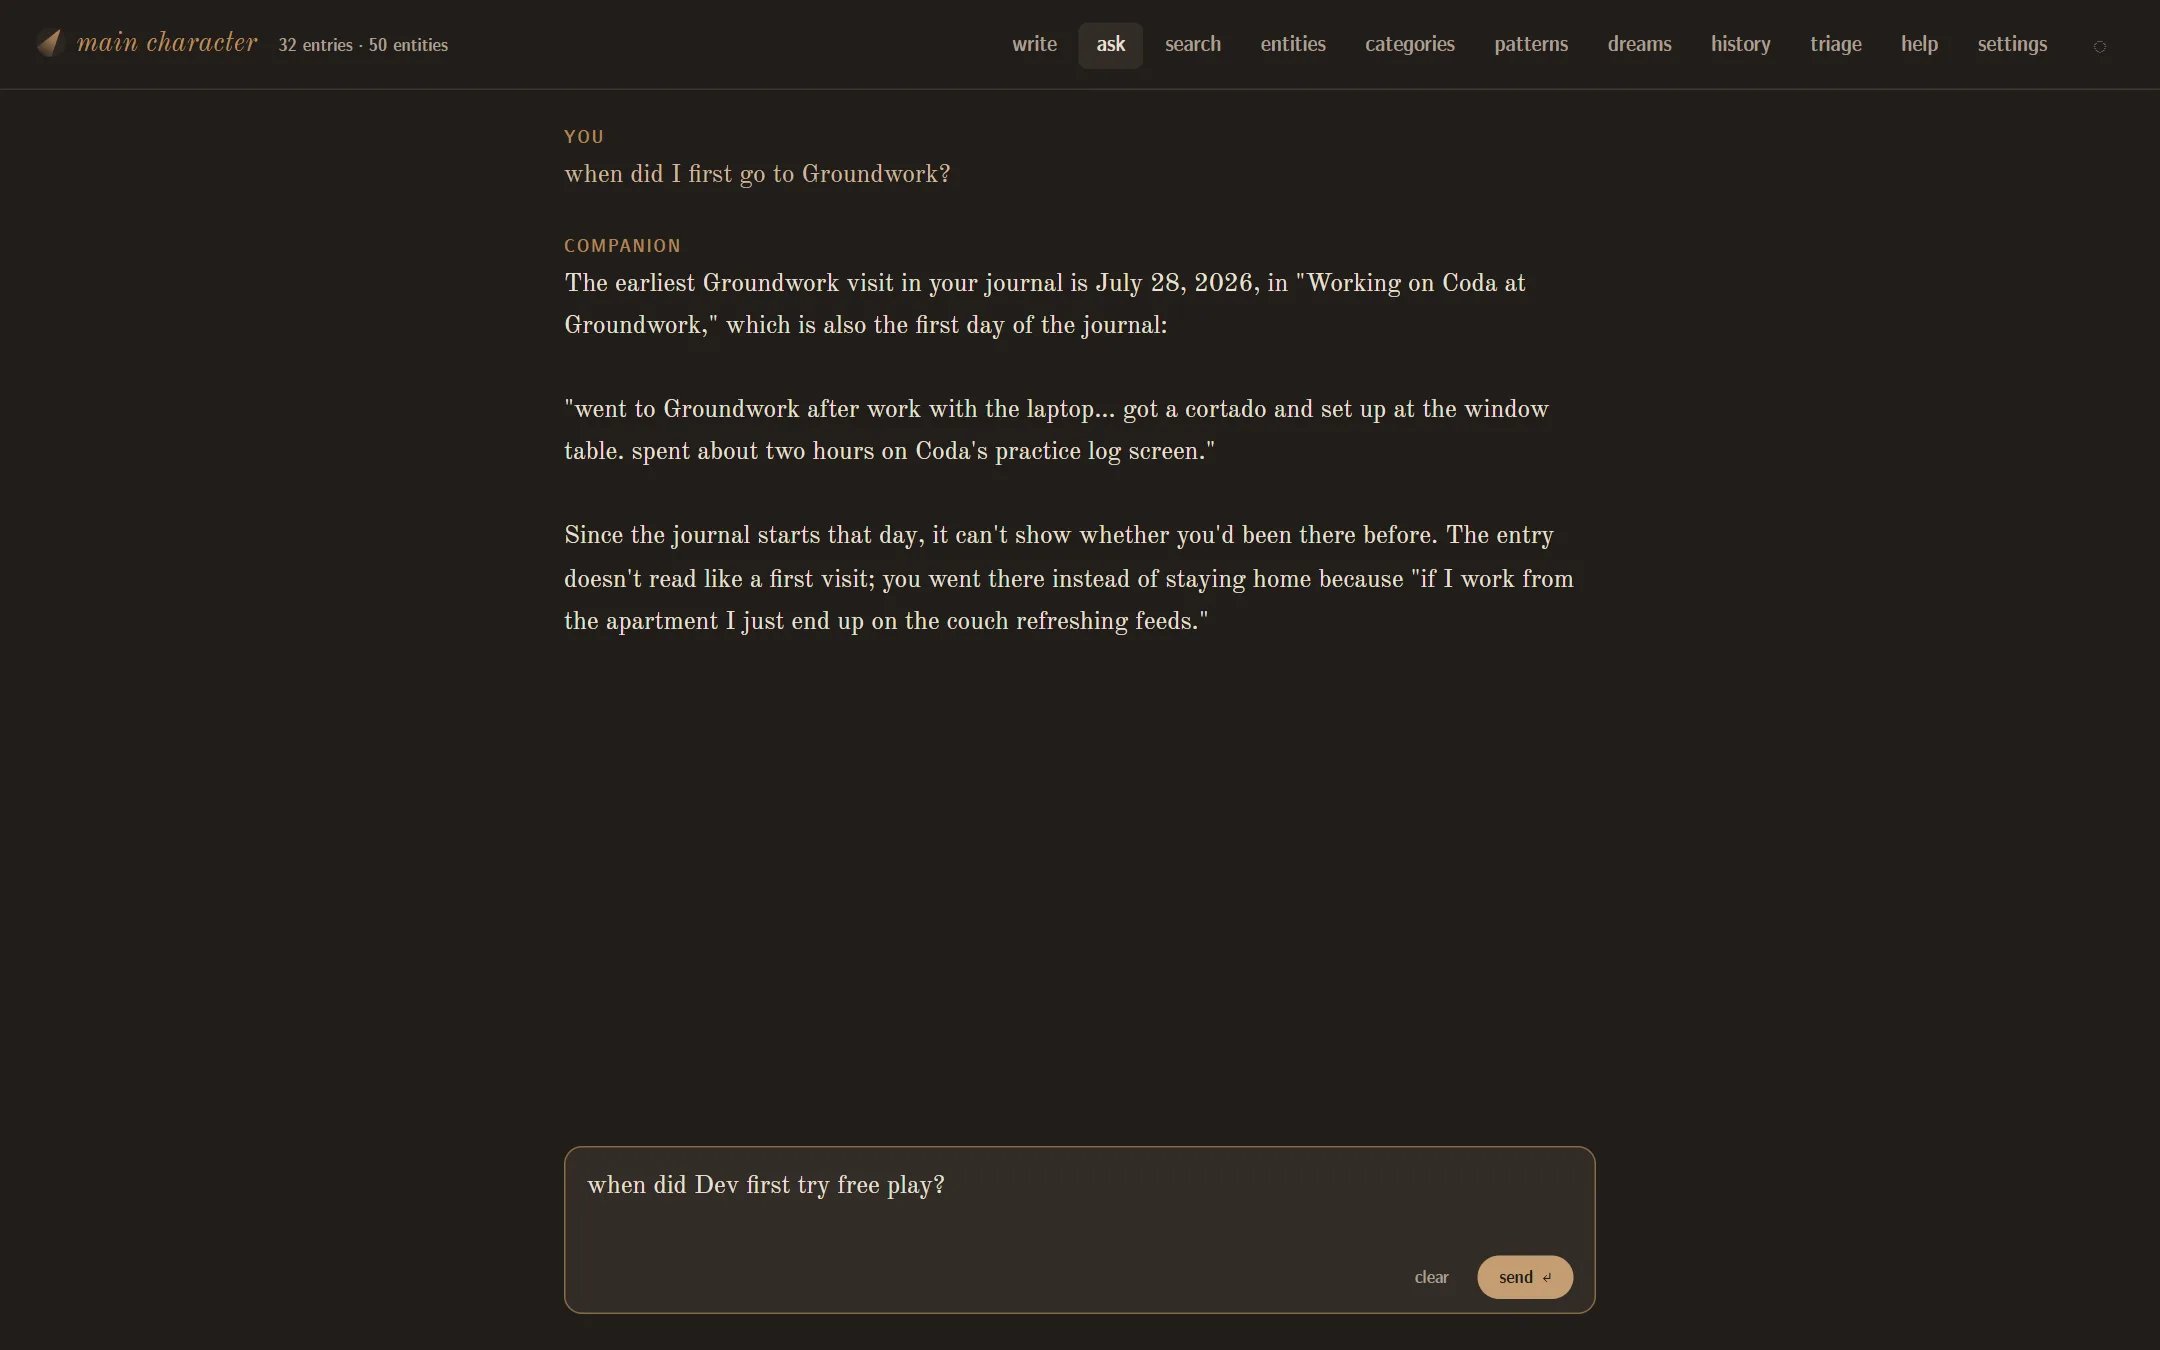 main character 32 entries · 50 entities write ask search entities categories patterns dreams history triage help settings
YOU
when did I first go to Groundwork?
COMPANION
The earliest Groundwork visit in your journal is July 28, 2026, in "Working on Coda at
Groundwork," which is also the first day of the journal:
"went to Groundwork after work with the laptop... got a cortado and set up at the window
table. spent about two hours on Coda's practice log screen."
Since the journal starts that day, it can't show whether you'd been there before. The entry
doesn't read like a first visit; you went there instead of staying home because "if I work from
the apartment I just end up on the couch refreshing feeds."
when did Dev first try free play?
clear send ↵